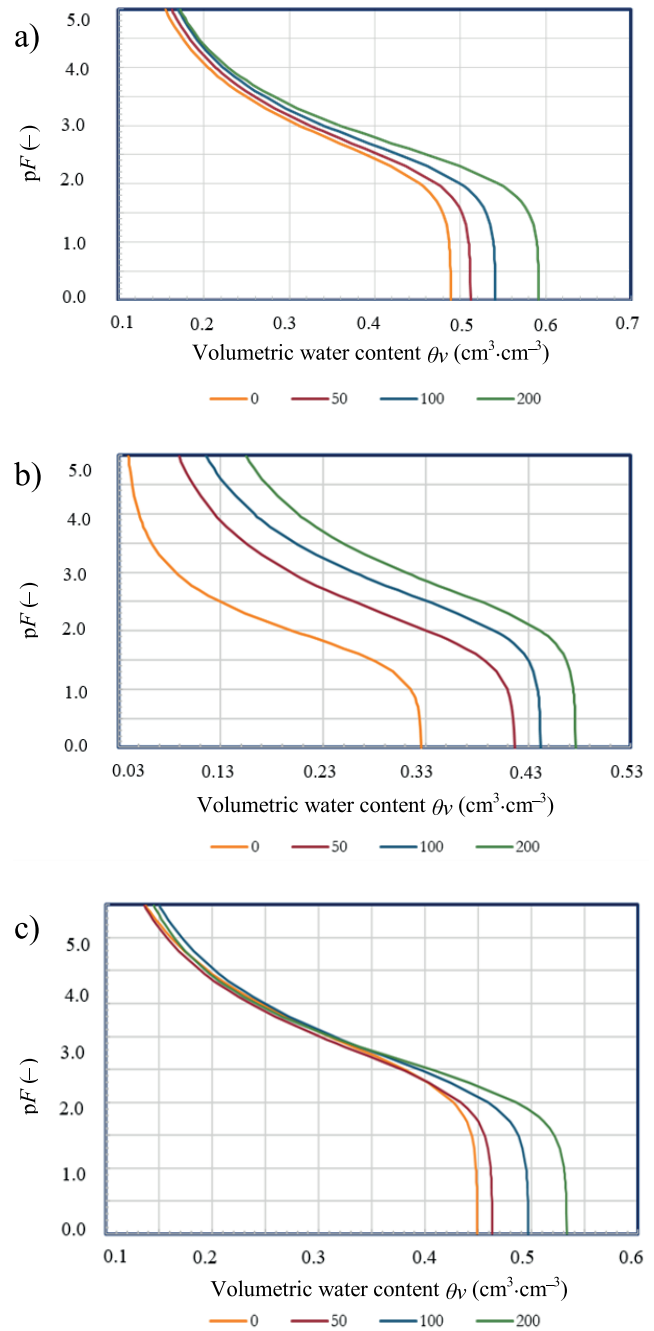 a)
5.0
4.0
3.0
2.0
1.0
0.0
pF (–)
0.1 0.2 0.3 0.4 0.5 0.6 0.7
Volumetric water content θv (cm³·cm⁻³)
0 50 100 200
b)
5.0
4.0
3.0
2.0
1.0
0.0
pF (–)
0.03 0.13 0.23 0.33 0.43 0.53
Volumetric water content θv (cm³·cm⁻³)
0 50 100 200
c)
5.0
4.0
3.0
2.0
1.0
0.0
pF (–)
0.1 0.2 0.3 0.4 0.5 0.6
Volumetric water content θv (cm³·cm⁻³)
0 50 100 200